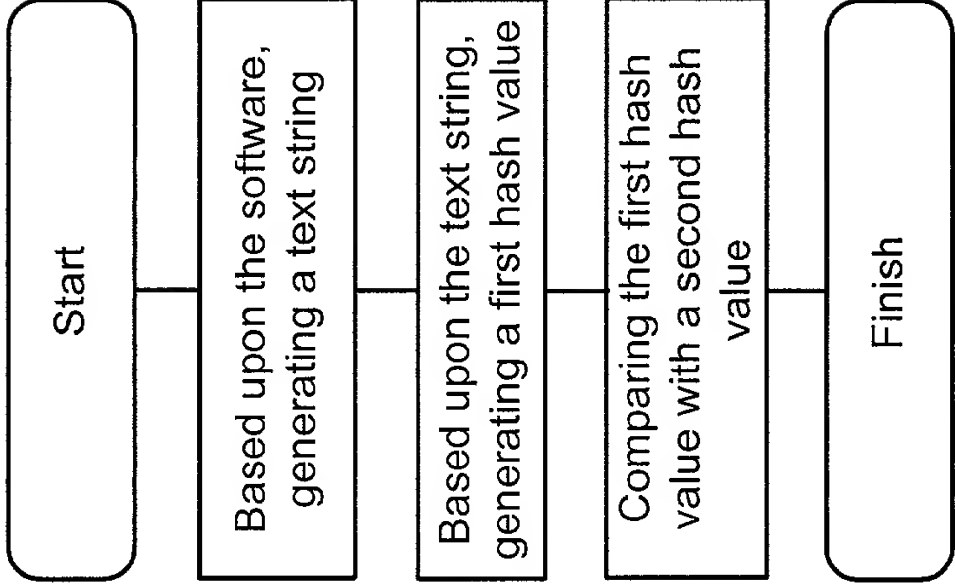 Start
Based upon the software,
generating a text string
Based upon the text string,
generating a first hash value
Comparing the first hash
value with a second hash
value
Finish